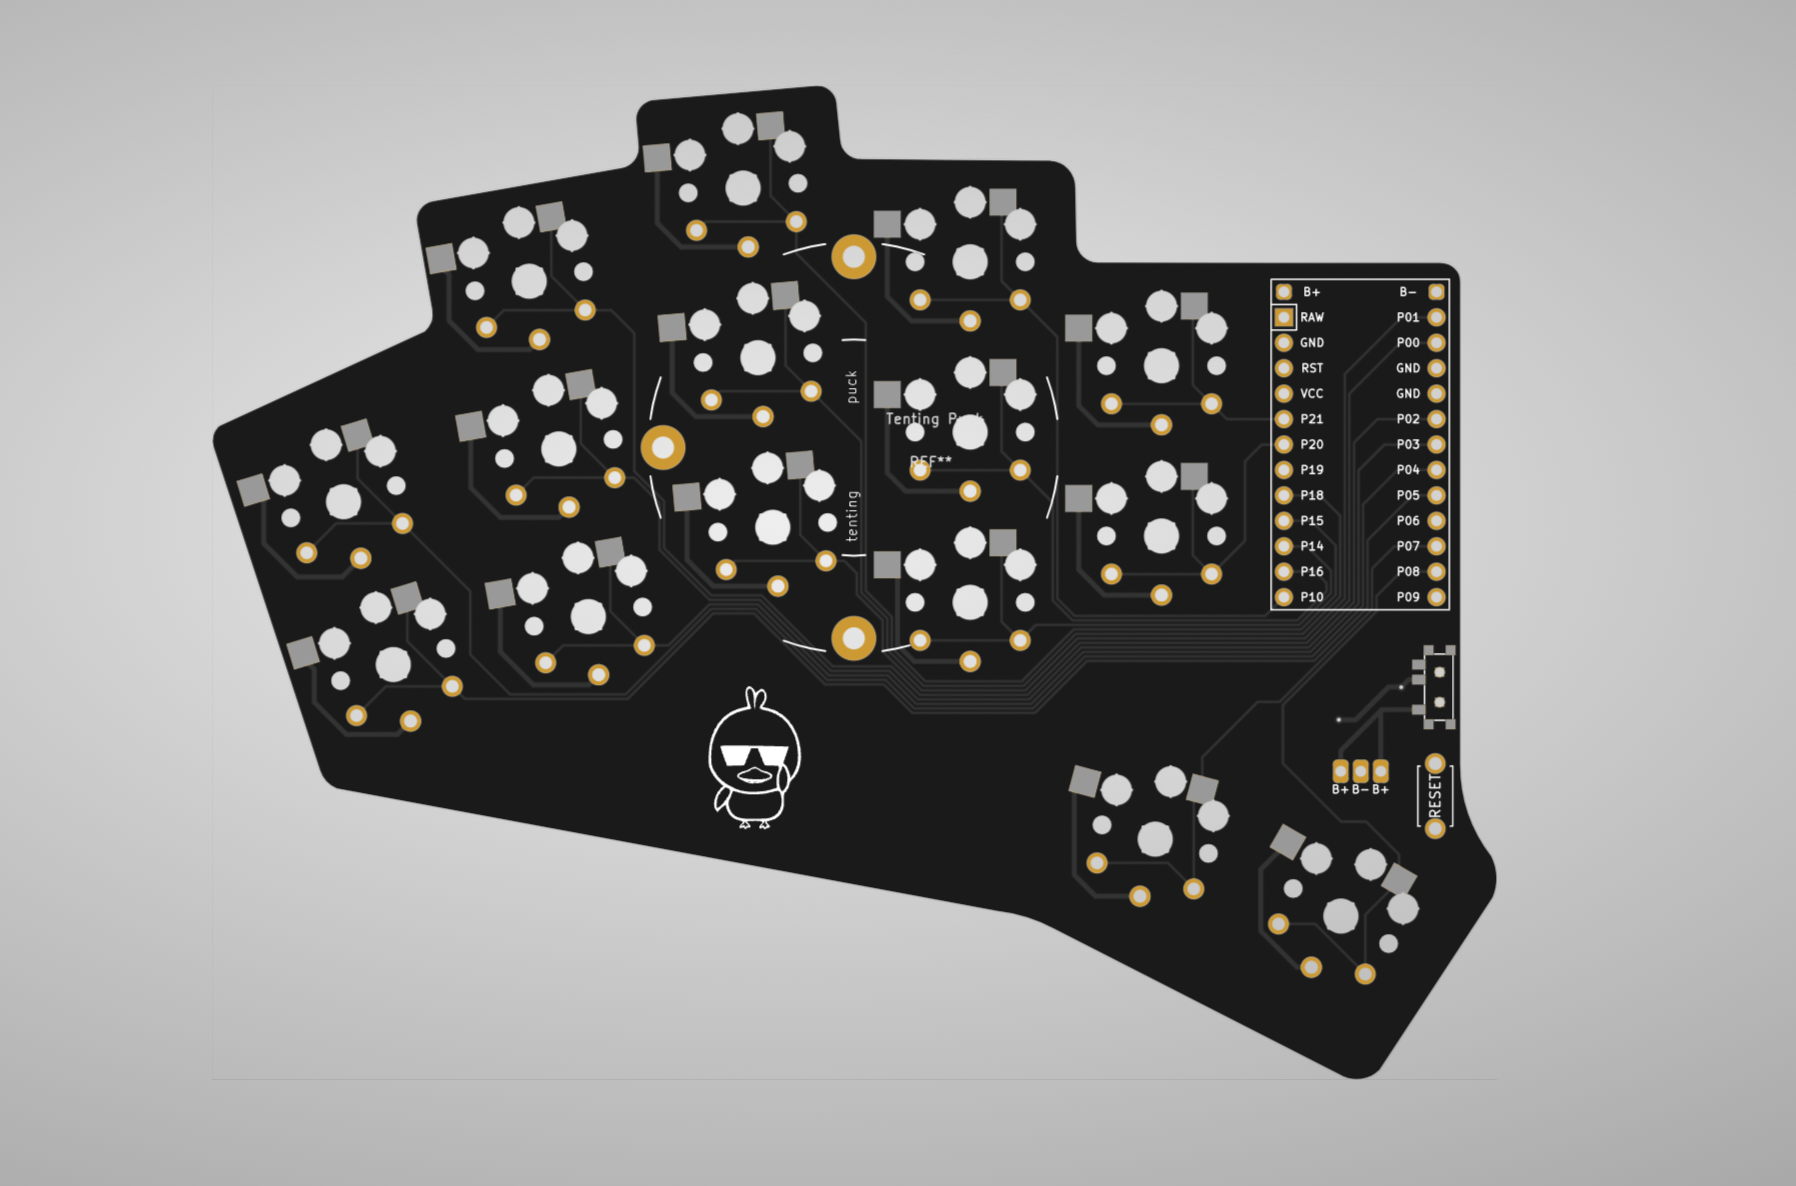 B+ B-
RAW P01
GND P00
RST GND
VCC GND
P21 P02
P20 P03
P19 P04
P18 P05
P15 P06
P14 P07
P16 P08
P10 P09
puck
Tenting
REF**
tenting
B+ B- B+
RESET